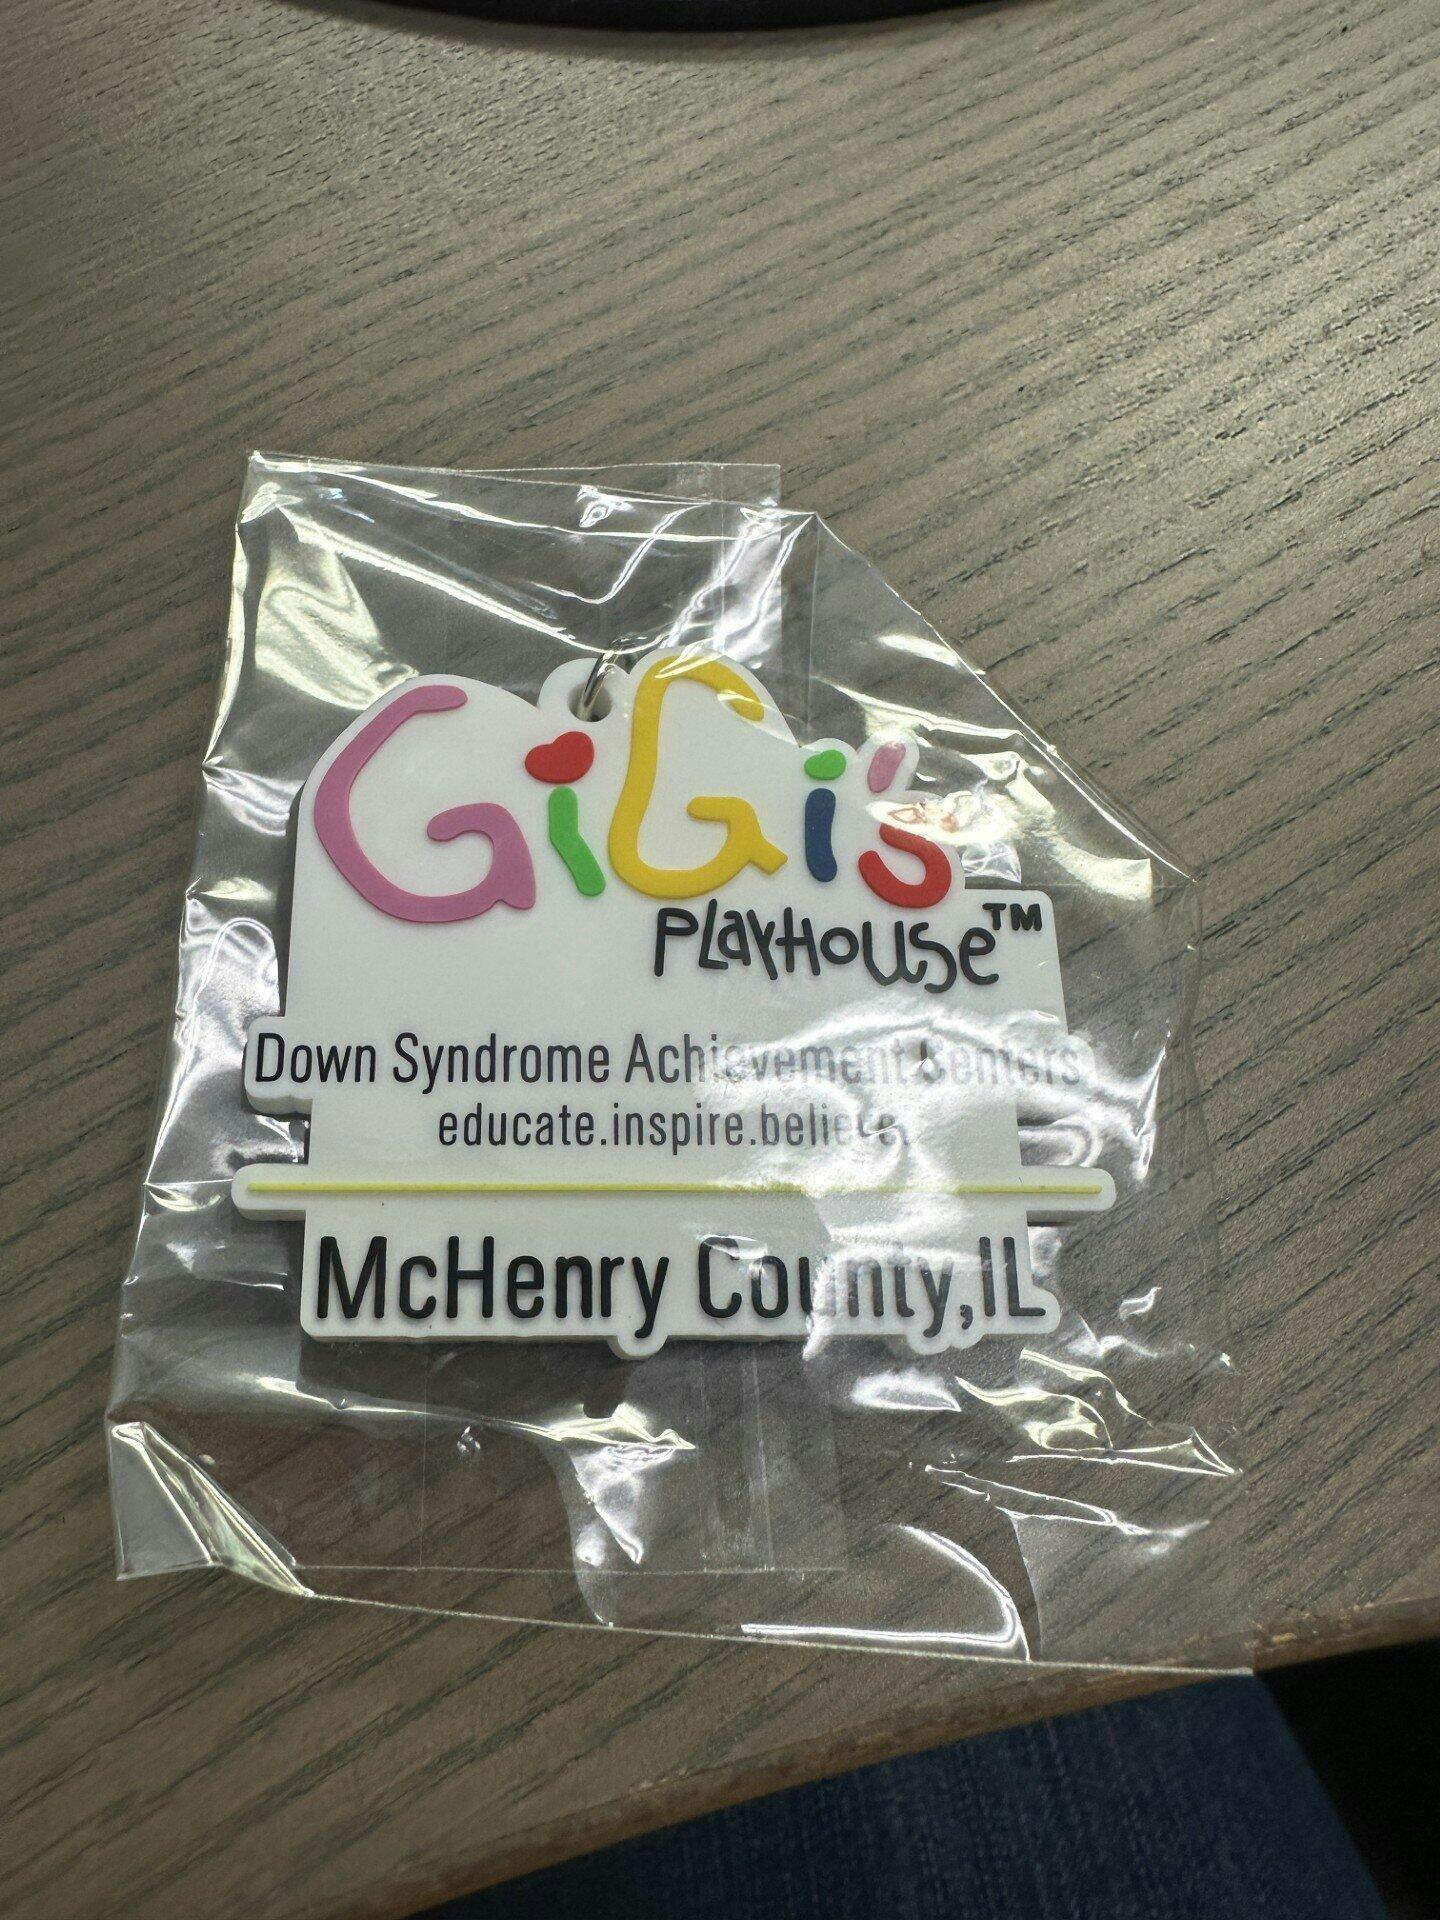 GiGi's
PLAYHOUSE™
Down Syndrome Achievement Centers
educate.inspire.believe.
McHenry County,IL